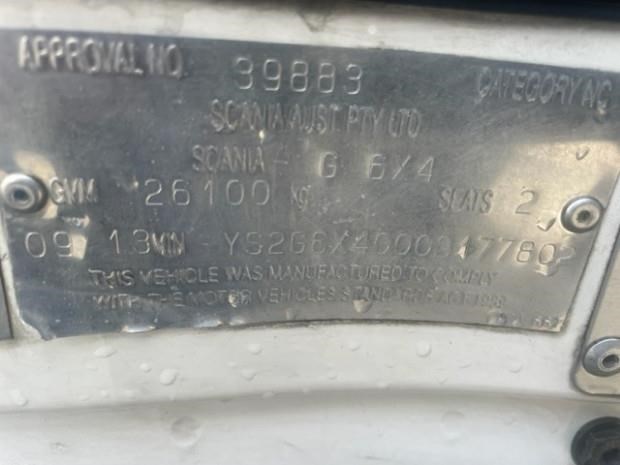 APPROVAL NO. 39883 CATEGORY NC
SCANIA AUST. PTY LTD
SCANIA - G 6X4
GVM 26100 KG SEATS 2
09 / 13 VIN - YS2G6X40009177802
THIS VEHICLE WAS MANUFACTURED TO COMPLY
WITH THE MOTOR VEHICLES STANDARDS ACT 1989